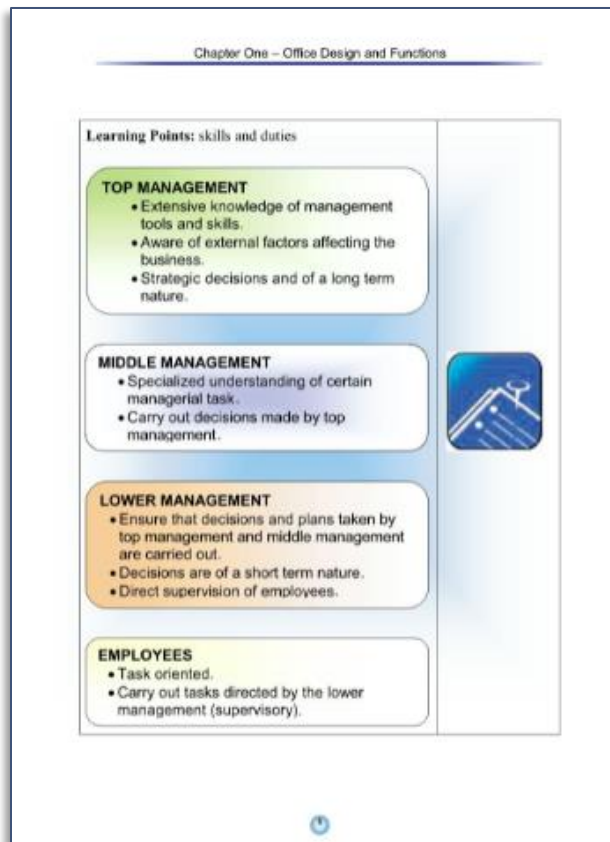 Chapter One – Office Design and Functions
Learning Points: skills and duties
TOP MANAGEMENT
• Extensive knowledge of management
tools and skills.
• Aware of external factors affecting the
business.
• Strategic decisions and of a long term
nature.
MIDDLE MANAGEMENT
• Specialized understanding of certain
managerial task.
• Carry out decisions made by top
management.
LOWER MANAGEMENT
• Ensure that decisions and plans taken by
top management and middle management
are carried out.
• Decisions are of a short term nature.
• Direct supervision of employees.
EMPLOYEES
• Task oriented.
• Carry out tasks directed by the lower
management (supervisory).